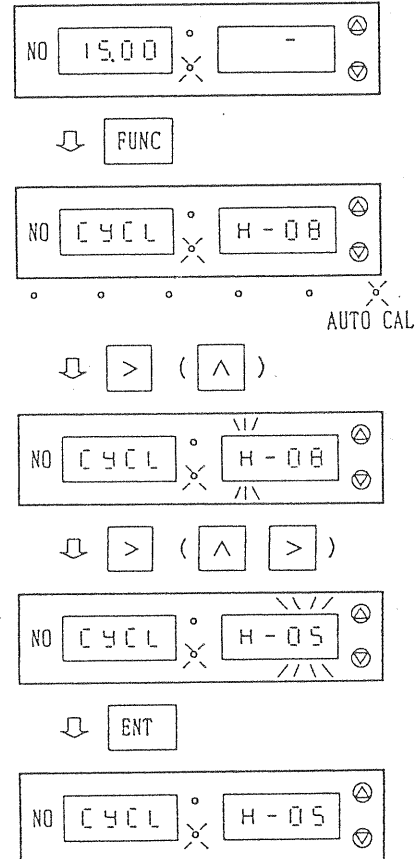 NO 15.00 -
FUNC
NO CYCL H-08
AUTO CAL
> ( ∧ )
NO CYCL H-08
> ( ∧ > )
NO CYCL H-05
ENT
NO CYCL H-05